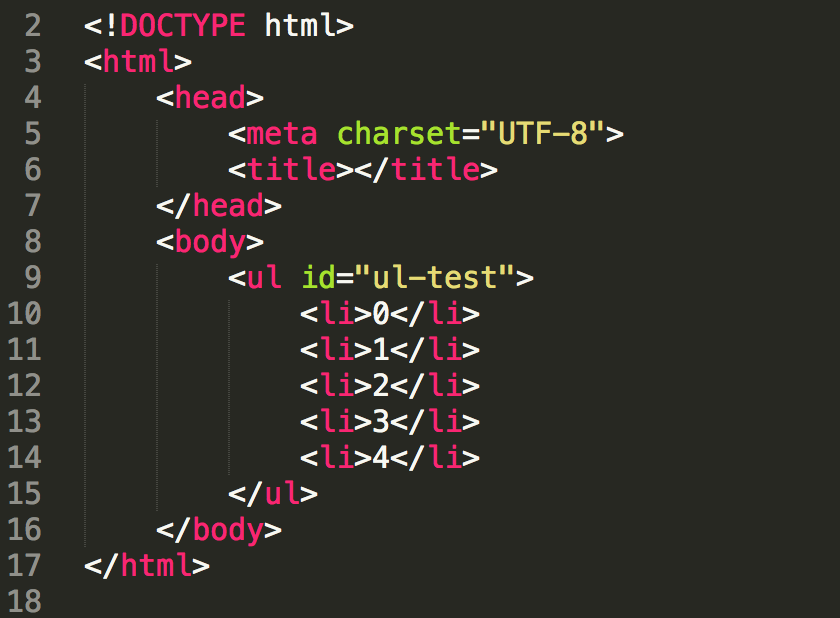 2 <!DOCTYPE html>
3 <html>
4 <head>
5 <meta charset="UTF-8">
6 <title></title>
7 </head>
8 <body>
9 <ul id="ul-test">
10 <li>0</li>
11 <li>1</li>
12 <li>2</li>
13 <li>3</li>
14 <li>4</li>
15 </ul>
16 </body>
17 </html>
18